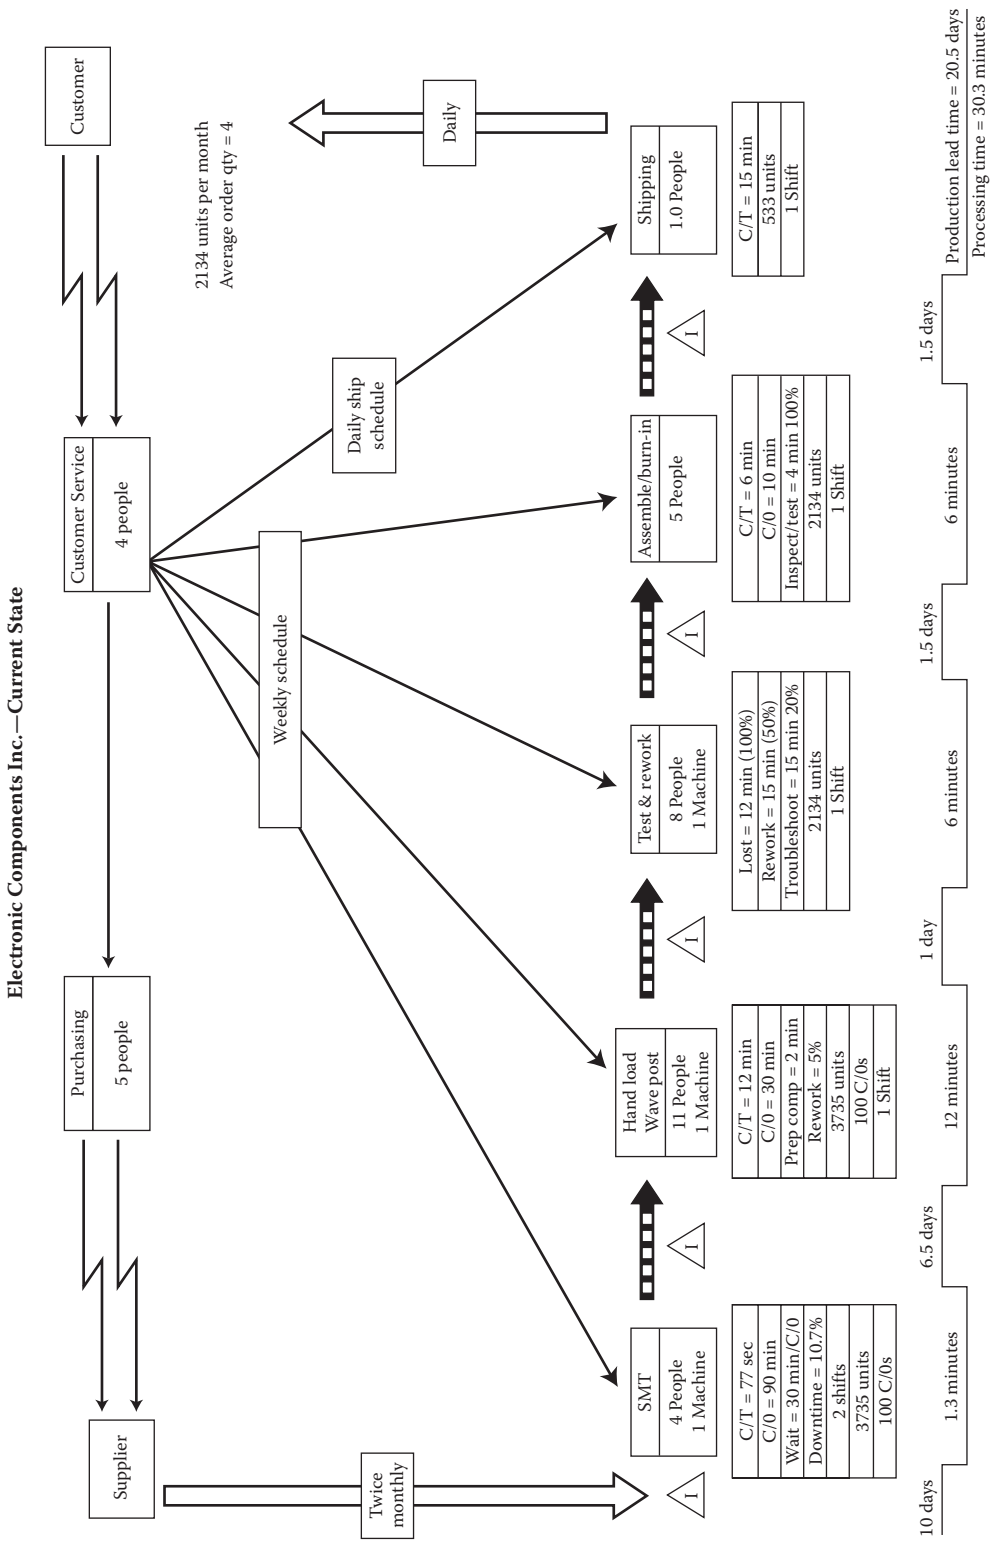 Electronic Components Inc.—Current State
Supplier
Purchasing
5 people
Customer Service
4 people
Customer
2134 units per month
Average order qty = 4
Twice
monthly
Weekly schedule
Daily ship
schedule
Daily
I
SMT
4 People
1 Machine
C/T = 77 sec
C/0 = 90 min
Wait = 30 min/C/0
Downtime = 10.7%
2 shifts
3735 units
100 C/0s
I
Hand load
Wave post
11 People
1 Machine
C/T = 12 min
C/0 = 30 min
Prep comp = 2 min
Rework = 5%
3735 units
100 C/0s
1 Shift
I
Test & rework
8 People
1 Machine
Lost = 12 min (100%)
Rework = 15 min (50%)
Troubleshoot = 15 min 20%
2134 units
1 Shift
I
Assemble/burn-in
5 People
C/T = 6 min
C/0 = 10 min
Inspect/test = 4 min 100%
2134 units
1 Shift
I
Shipping
1.0 People
C/T = 15 min
533 units
1 Shift
10 days
1.3 minutes
6.5 days
12 minutes
1 day
6 minutes
1.5 days
6 minutes
1.5 days
Production lead time = 20.5 days
Processing time = 30.3 minutes